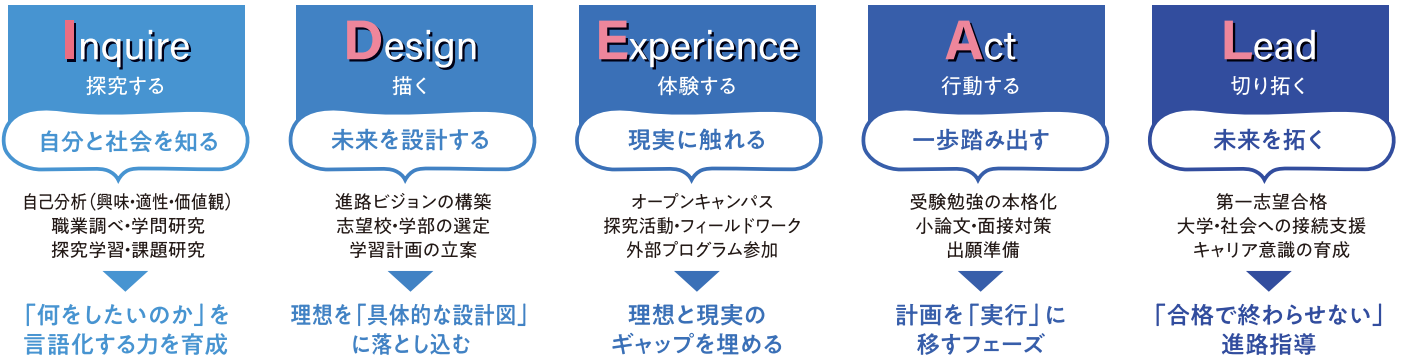 Inquire
探究する
自分と社会を知る
自己分析(興味・適性・価値観)
職業調べ・学問研究
探究学習・課題研究
「何をしたいのか」を
言語化する力を育成
Design
描く
未来を設計する
進路ビジョンの構築
志望校・学部の選定
学習計画の立案
理想を「具体的な設計図」
に落とし込む
Experience
体験する
現実に触れる
オープンキャンパス
探究活動・フィールドワーク
外部プログラム参加
理想と現実の
ギャップを埋める
Act
行動する
一歩踏み出す
受験勉強の本格化
小論文・面接対策
出願準備
計画を「実行」に
移すフェーズ
Lead
切り拓く
未来を拓く
第一志望合格
大学・社会への接続支援
キャリア意識の育成
「合格で終わらせない」
進路指導